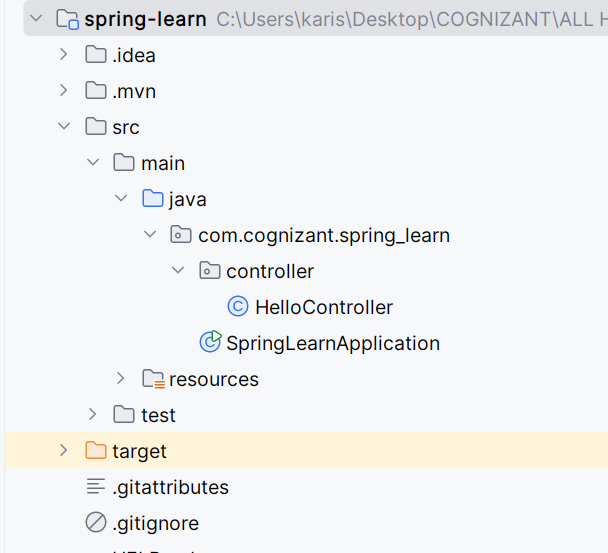 spring-learn C:\Users\karis\Desktop\COGNIZANT\ALL H
.idea
.mvn
src
main
java
com.cognizant.spring_learn
controller
HelloController
SpringLearnApplication
resources
test
target
.gitattributes
.gitignore